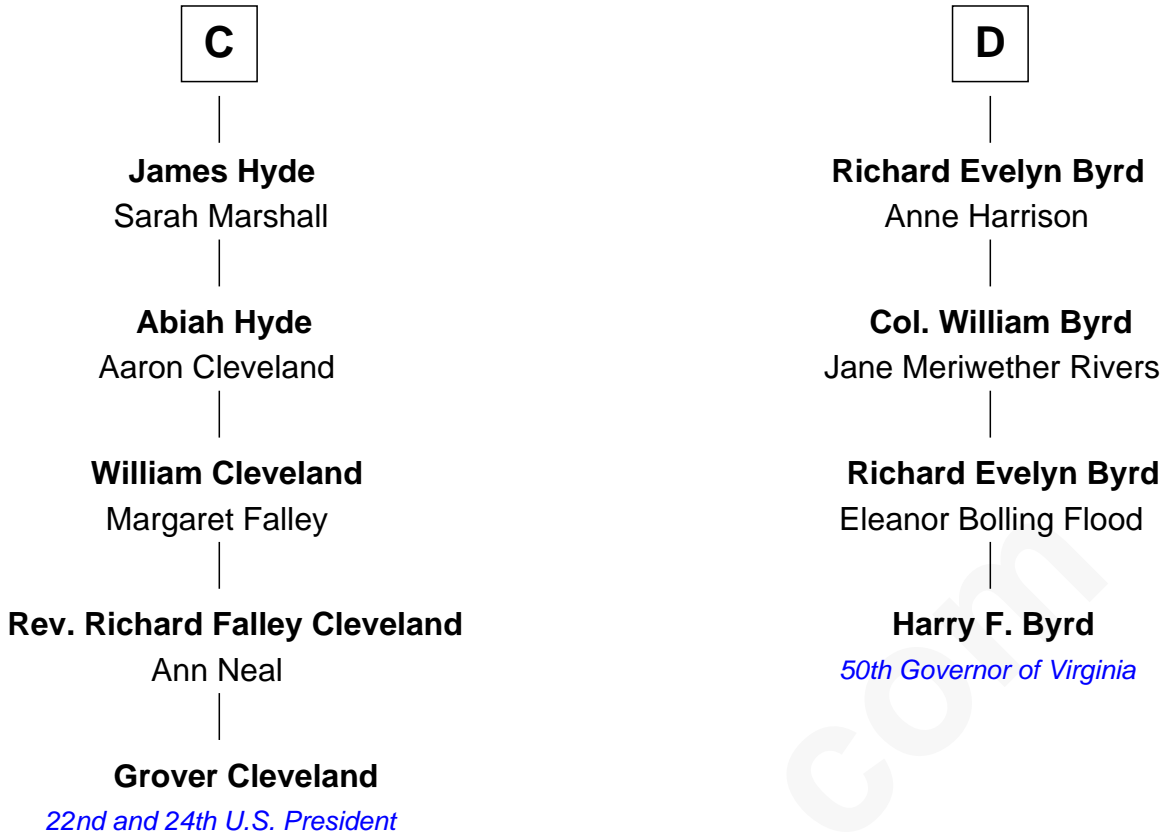 C
James Hyde
Sarah Marshall
Abiah Hyde
Aaron Cleveland
William Cleveland
Margaret Falley
Rev. Richard Falley Cleveland
Ann Neal
Grover Cleveland
22nd and 24th U.S. President
D
Richard Evelyn Byrd
Anne Harrison
Col. William Byrd
Jane Meriwether Rivers
Richard Evelyn Byrd
Eleanor Bolling Flood
Harry F. Byrd
50th Governor of Virginia
com